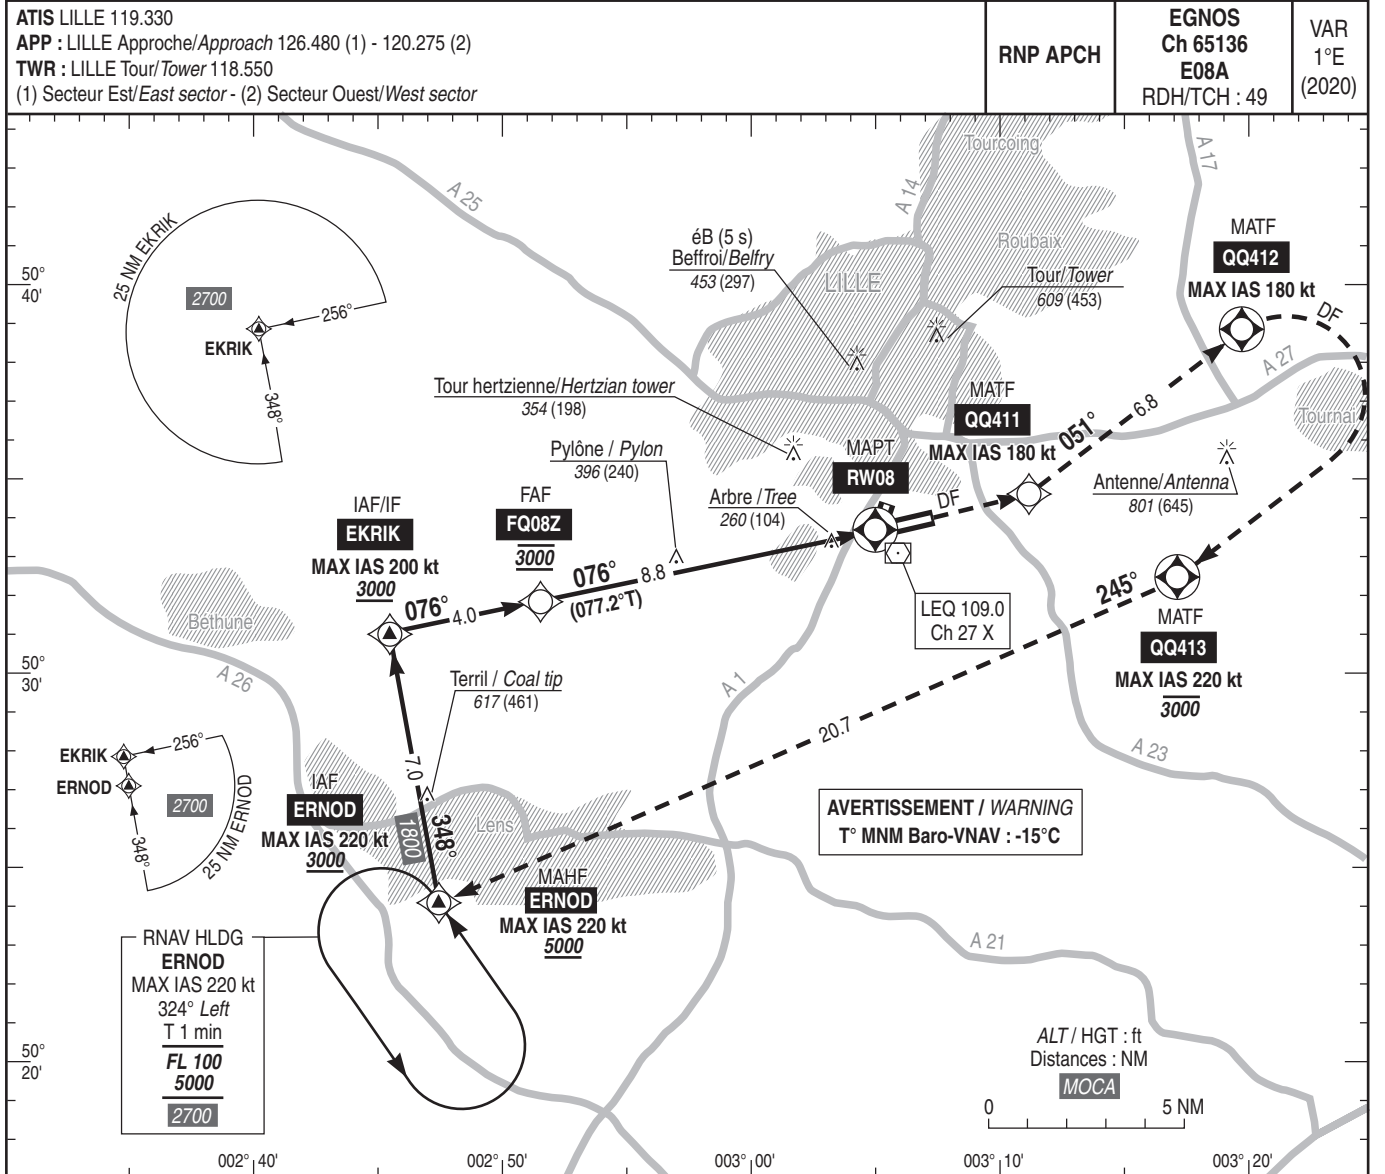 ATIS LILLE 119.330
APP : LILLE Approche/Approach 126.480 (1) - 120.275 (2)
TWR : LILLE Tour/Tower 118.550
(1) Secteur Est/East sector - (2) Secteur Ouest/West sector
RNP APCH
EGNOS
Ch 65136
E08A
RDH/TCH : 49
VAR
1°E
(2020)
Tourcoing
A 17
A 25
A 14
25 NM EKRIK
2700
256°
EKRIK
348°
50°
40'
éB (5 s)
Beffroi/Belfry
453 (297)
LILLE
Roubaix
Tour/Tower
609 (453)
MATF
QQ412
MAX IAS 180 kt
DF
A 27
Tournai
Tour hertzienne/Hertzian tower
354 (198)
MATF
QQ411
MAX IAS 180 kt
051°
6.8
Pylône / Pylon
396 (240)
MAPT
RW08
DF
Antenne/Antenna
801 (645)
Arbre / Tree
260 (104)
IAF/IF
EKRIK
MAX IAS 200 kt
3000
FAF
FQ08Z
3000
076°
4.0
076°
8.8
(077.2°T)
LEQ 109.0
Ch 27 X
245°
MATF
QQ413
MAX IAS 220 kt
3000
Béthune
50°
30'
A 26
Terril / Coal tip
617 (461)
A 1
20.7
A 23
EKRIK
256°
ERNOD
2700
348°
25 NM ERNOD
7.0
1800
348°
IAF
ERNOD
MAX IAS 220 kt
3000
Lens
AVERTISSEMENT / WARNING
T° MNM Baro-VNAV : -15°C
MAHF
ERNOD
MAX IAS 220 kt
5000
A 21
RNAV HLDG
ERNOD
MAX IAS 220 kt
324° Left
T 1 min
FL 100
5000
2700
50°
20'
ALT / HGT : ft
Distances : NM
MOCA
0
5 NM
002° 40'
002° 50'
003° 00'
003° 10'
003° 20'